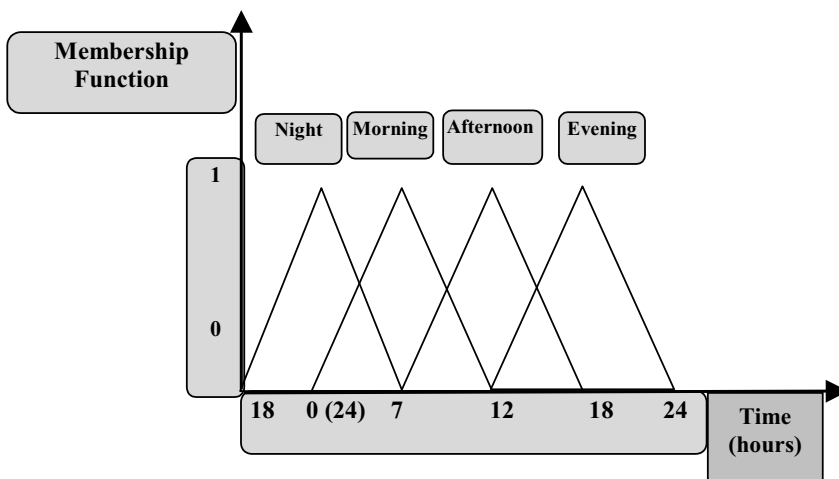 Membership
Function
Night
Morning
Afternoon
Evening
1
0
18 0 (24) 7 12 18 24
Time
(hours)